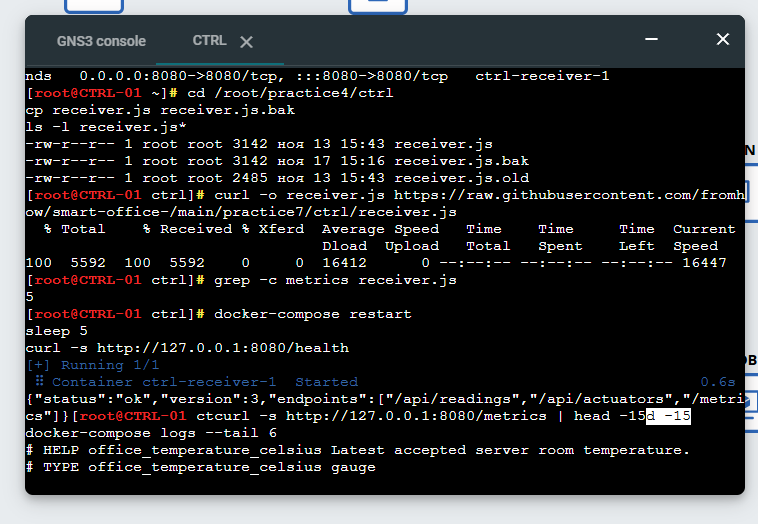 GNS3 console
CTRL
nds   0.0.0.0:8080->8080/tcp, :::8080->8080/tcp   ctrl-receiver-1
[root@CTRL-01 ~]# cd /root/practice4/ctrl
cp receiver.js receiver.js.bak
ls -l receiver.js*
-rw-r--r-- 1 root root 3142 ноя 13 15:43 receiver.js
-rw-r--r-- 1 root root 3142 ноя 17 15:16 receiver.js.bak
-rw-r--r-- 1 root root 2485 ноя 13 15:43 receiver.js.old
[root@CTRL-01 ctrl]# curl -o receiver.js https://raw.githubusercontent.com/fromh
ow/smart-office-/main/practice7/ctrl/receiver.js
  % Total    % Received % Xferd  Average Speed   Time    Time     Time  Current
                                 Dload  Upload   Total   Spent    Left  Speed
100  5592  100  5592    0     0  16412      0 --:--:-- --:--:-- --:--:-- 16447
[root@CTRL-01 ctrl]# grep -c metrics receiver.js
5
[root@CTRL-01 ctrl]# docker-compose restart
sleep 5
curl -s http://127.0.0.1:8080/health
[+] Running 1/1
⠿ Container ctrl-receiver-1  Started                                      0.6s
{"status":"ok","version":3,"endpoints":["/api/readings","/api/actuators","/metri
cs"]}[root@CTRL-01 ctcurl -s http://127.0.0.1:8080/metrics | head -15d -15
docker-compose logs --tail 6
# HELP office_temperature_celsius Latest accepted server room temperature.
# TYPE office_temperature_celsius gauge
N
OB